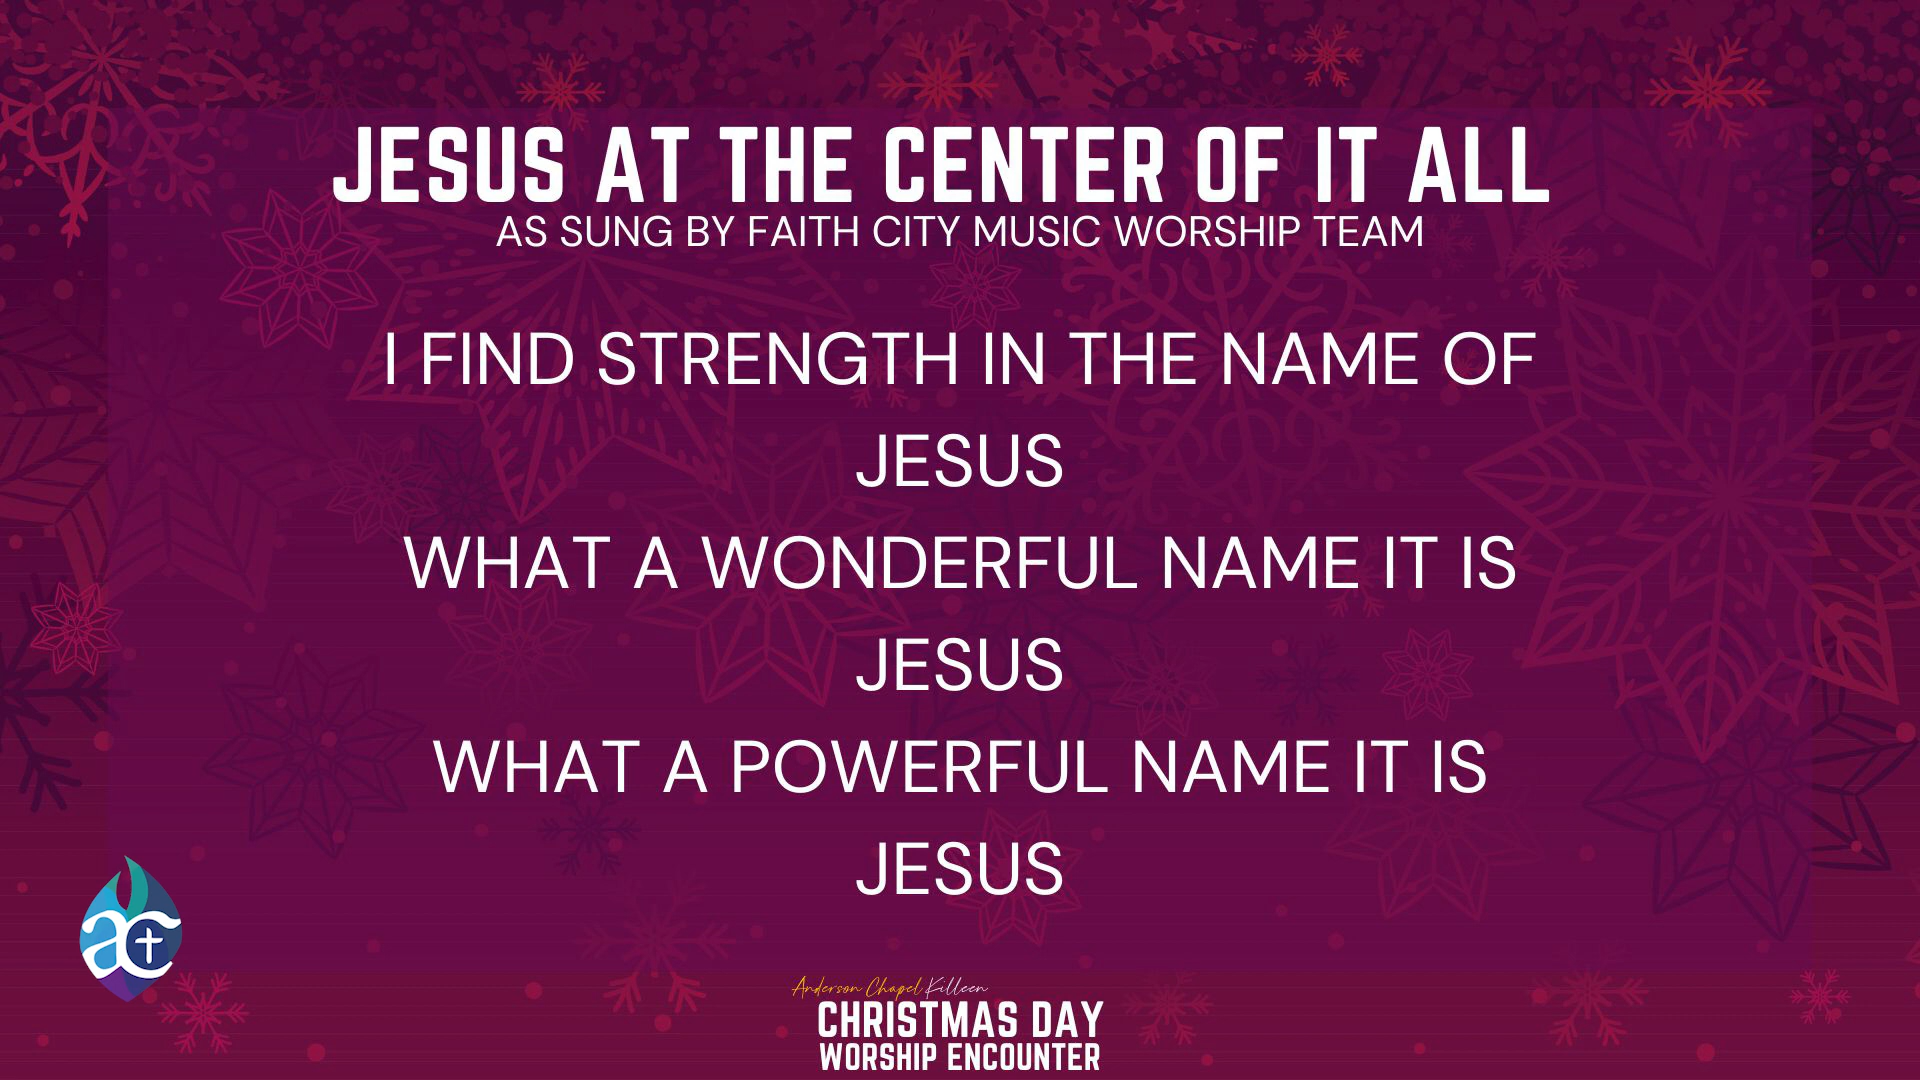 JESUS AT THE CENTER OF IT ALL
AS SUNG BY FAITH CITY MUSIC WORSHIP TEAM
I FIND STRENGTH IN THE NAME OF
JESUS
WHAT A WONDERFUL NAME IT IS
JESUS
WHAT A POWERFUL NAME IT IS
JESUS
ac
Anderson Chapel Killeen
CHRISTMAS DAY
WORSHIP ENCOUNTER